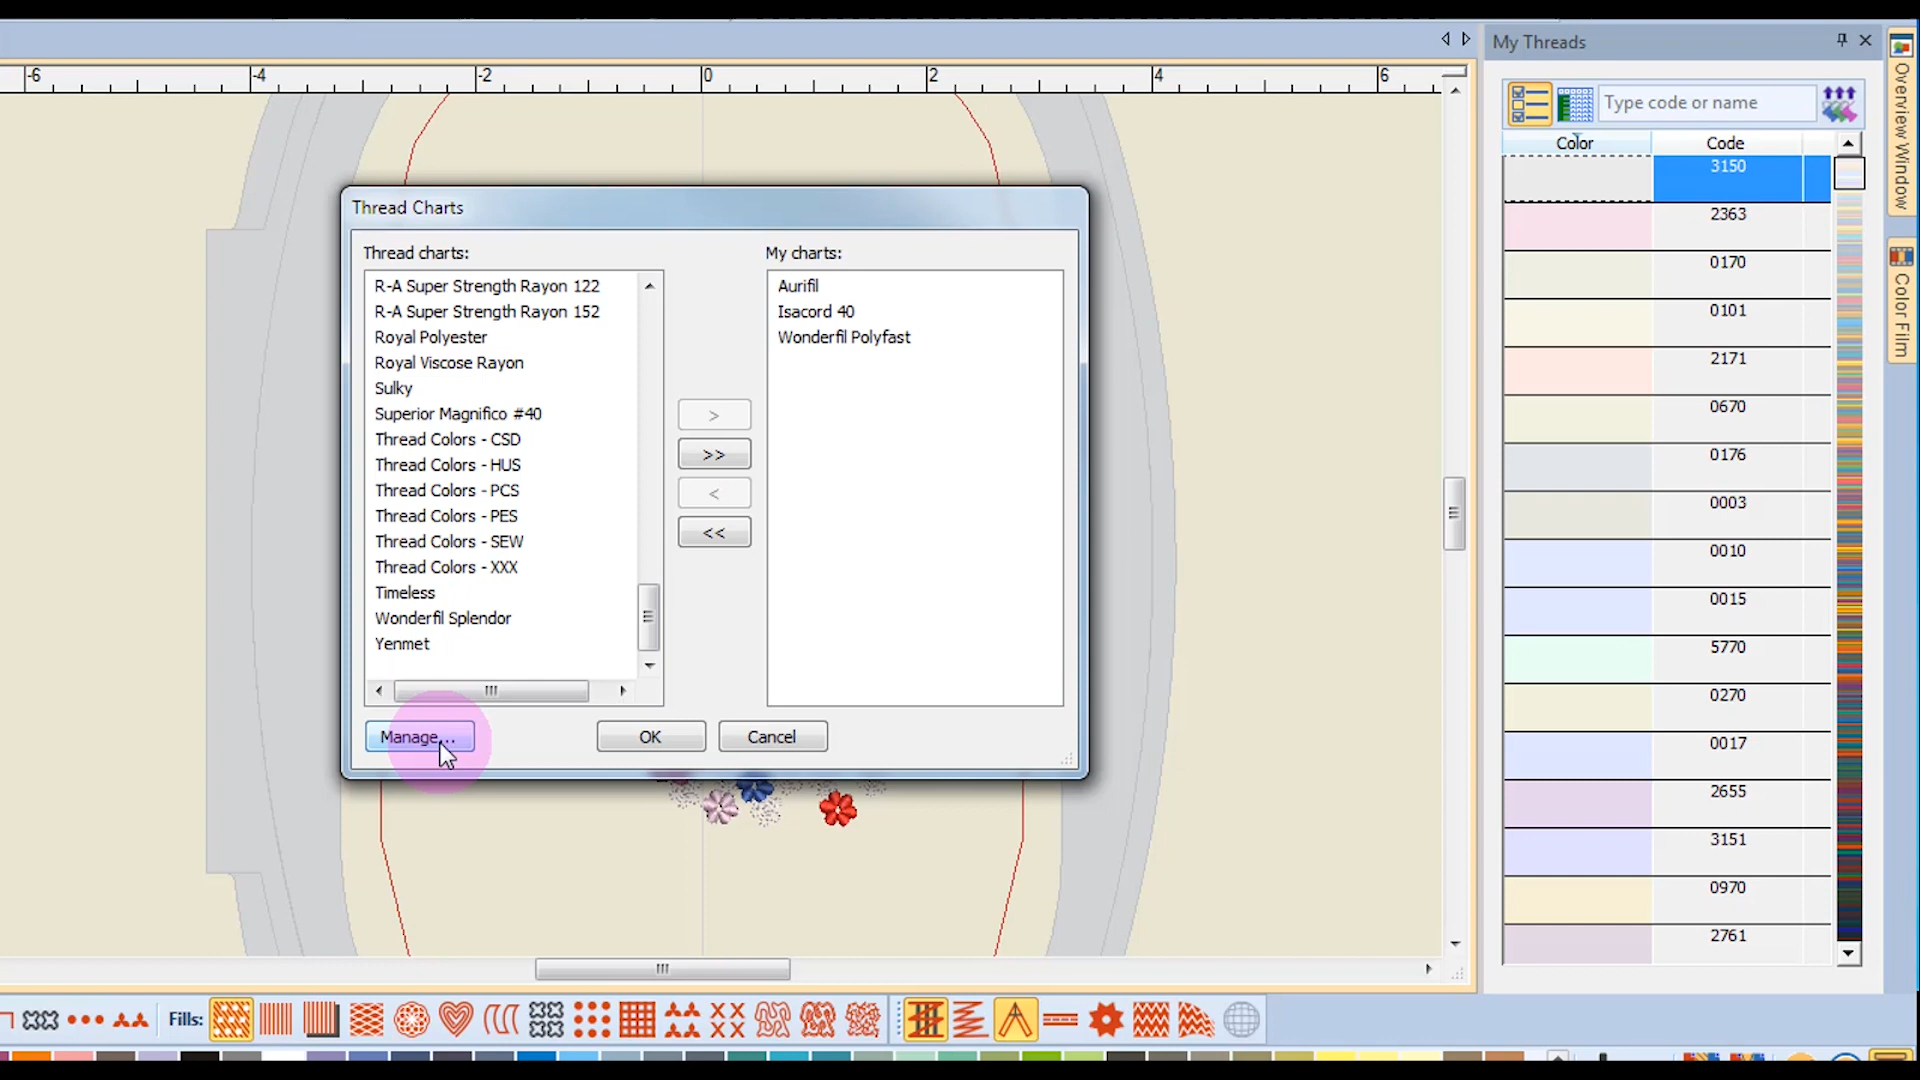 -6 -4 -2 0 2 4 6
My Threads
Type code or name
Color Code
3150
2363
0170
0101
2171
0670
0176
0003
0010
0015
5770
0270
0017
2655
3151
0970
2761
Overview Window
Color Film
Thread Charts
Thread charts:
R-A Super Strength Rayon 122
R-A Super Strength Rayon 152
Royal Polyester
Royal Viscose Rayon
Sulky
Superior Magnifico #40
Thread Colors - CSD
Thread Colors - HUS
Thread Colors - PCS
Thread Colors - PES
Thread Colors - SEW
Thread Colors - XXX
Timeless
Wonderfil Splendor
Yenmet
>
>>
<
<<
My charts:
Aurifil
Isacord 40
Wonderfil Polyfast
Manage...
OK
Cancel
Fills: